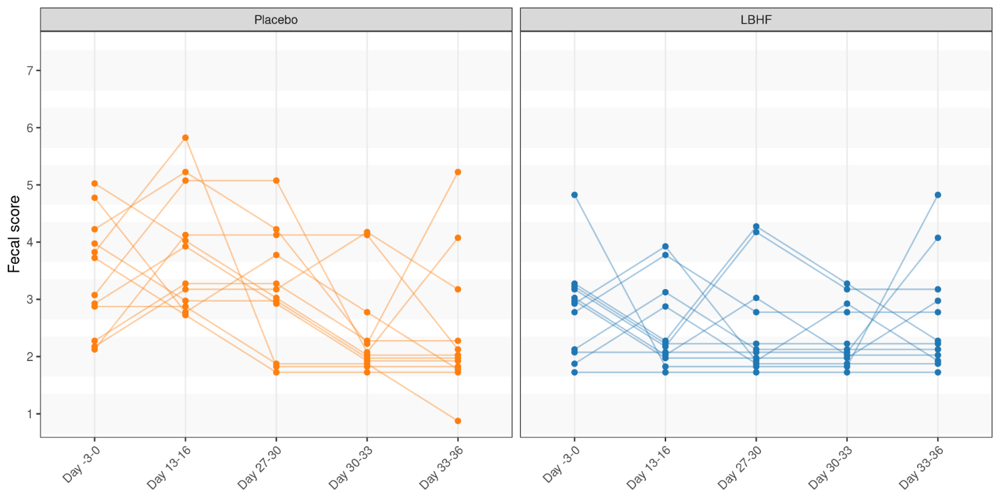 Placebo
LBHF
Fecal score
7
6
5
4
3
2
1
Day -3-0
Day 13-16
Day 27-30
Day 30-33
Day 33-36
Day -3-0
Day 13-16
Day 27-30
Day 30-33
Day 33-36